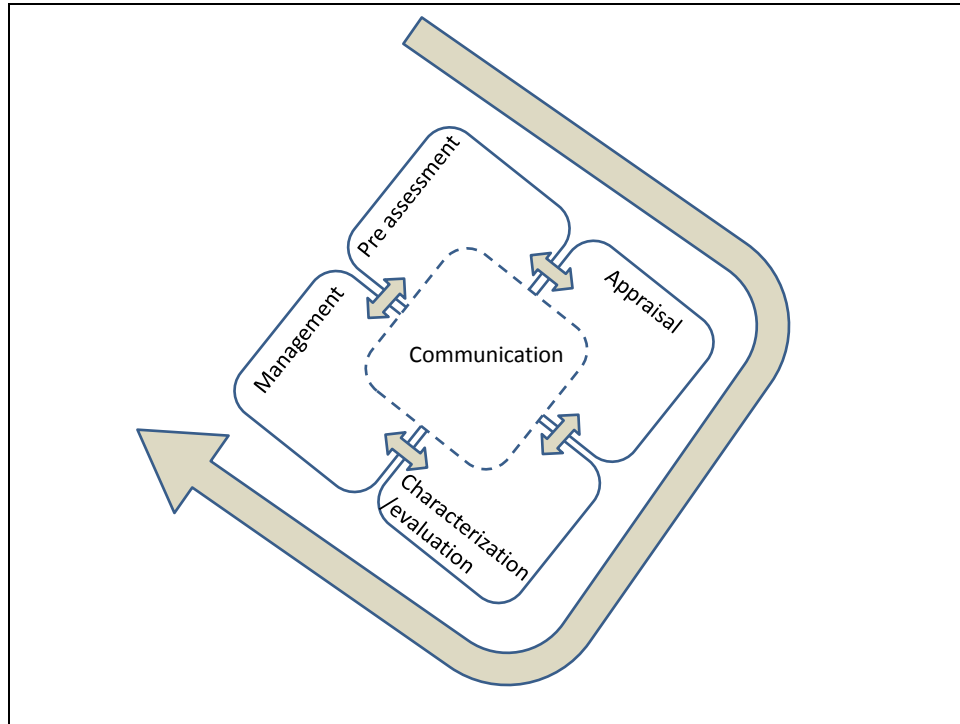 Pre assessment
Appraisal
Management
Communication
Characterization
/evaluation